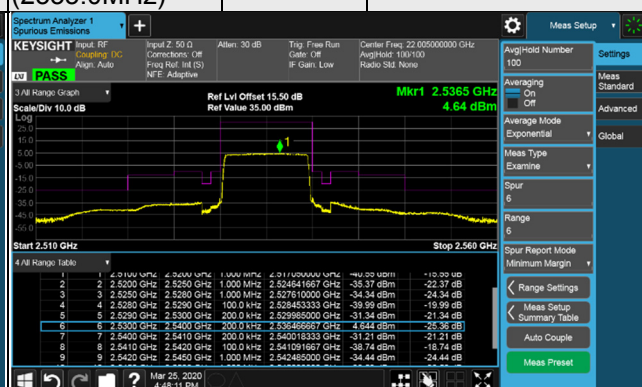 (2535.0MHz)
Spectrum Analyzer 1
Spurious Emissions
Meas Setup
KEYSIGHT
Input: RF
Coupling: DC
Align: Auto
Input Z: 50 Ω
Corrections: Off
Freq Ref: Int (S)
NFE: Adaptive
Atten: 30 dB
Trig: Free Run
Gate: Off
IF Gain: Low
Center Freq: 22.005000000 GHz
Avg|Hold: 100/100
Radio Std: None
LXI PASS
3 All Range Graph
Scale/Div 10.0 dB
Ref Lvl Offset 15.50 dB
Ref Value 35.00 dBm
Mkr1 2.5365 GHz
4.64 dBm
Log
25.0
15.0
5.00
-5.00
-15.0
-25.0
-35.0
-45.0
-55.0
1
Start 2.510 GHz
Stop 2.560 GHz
4 All Range Table
1 1 2.5100 GHz 2.5200 GHz 1.000 MHz 2.517050000 GHz -40.55 dBm -15.55 dB
2 2 2.5200 GHz 2.5250 GHz 1.000 MHz 2.524641667 GHz -35.37 dBm -22.37 dB
3 3 2.5250 GHz 2.5280 GHz 1.000 MHz 2.527610000 GHz -34.34 dBm -24.34 dB
4 4 2.5280 GHz 2.5290 GHz 100.0 kHz 2.528453333 GHz -39.99 dBm -19.99 dB
5 5 2.5290 GHz 2.5300 GHz 200.0 kHz 2.529985000 GHz -31.34 dBm -21.34 dB
6 6 2.5300 GHz 2.5400 GHz 200.0 kHz 2.536466667 GHz 4.644 dBm -25.36 dB
7 7 2.5400 GHz 2.5410 GHz 200.0 kHz 2.540018333 GHz -31.21 dBm -21.21 dB
8 8 2.5410 GHz 2.5420 GHz 100.0 kHz 2.541091667 GHz -38.74 dBm -18.74 dB
9 9 2.5420 GHz 2.5450 GHz 1.000 MHz 2.542485000 GHz -34.44 dBm -24.44 dB
Mar 25, 2020
4:48:11 PM
Avg|Hold Number
100
Averaging
On
Off
Average Mode
Exponential
Meas Type
Examine
Spur
6
Range
6
Spur Report Mode
Minimum Margin
Range Settings
Meas Setup
Summary Table
Auto Couple
Meas Preset
Settings
Meas
Standard
Advanced
Global